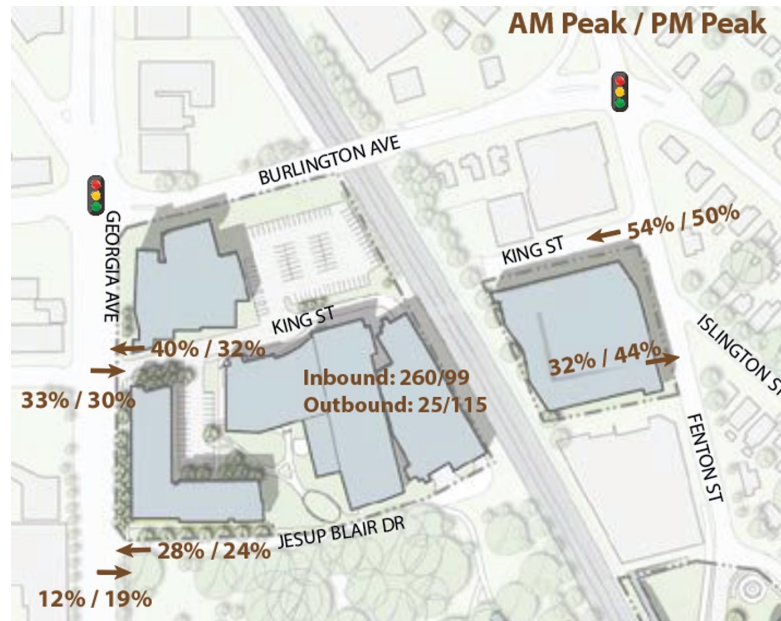 AM Peak / PM Peak
BURLINGTON AVE
GEORGIA AVE
54% / 50%
KING ST
KING ST
ISLINGTON S
40% / 32%
32% / 44%
33% / 30%
Inbound: 260/99
Outbound: 25/115
FENTON ST
JESUP BLAIR DR
28% / 24%
12% / 19%